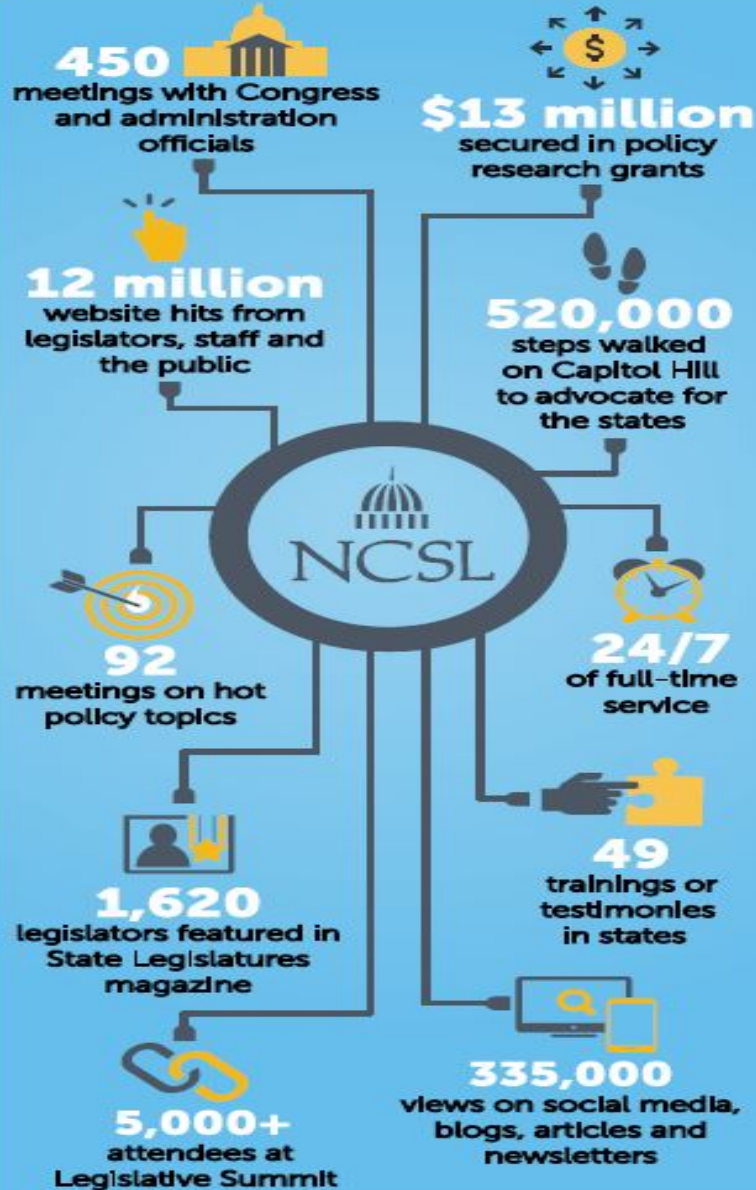 450
meetings with Congress
and administration
officials
$13 million
secured in policy
research grants
12 million
website hits from
legislators, staff and
the public
520,000
steps walked
on Capitol Hill
to advocate for
the states
NCSL
92
meetings on hot
policy topics
24/7
of full-time
service
1,620
legislators featured in
State Legislatures
magazine
49
trainings or
testimonies
in states
5,000+
attendees at
Legislative Summit
335,000
views on social media,
blogs, articles and
newsletters